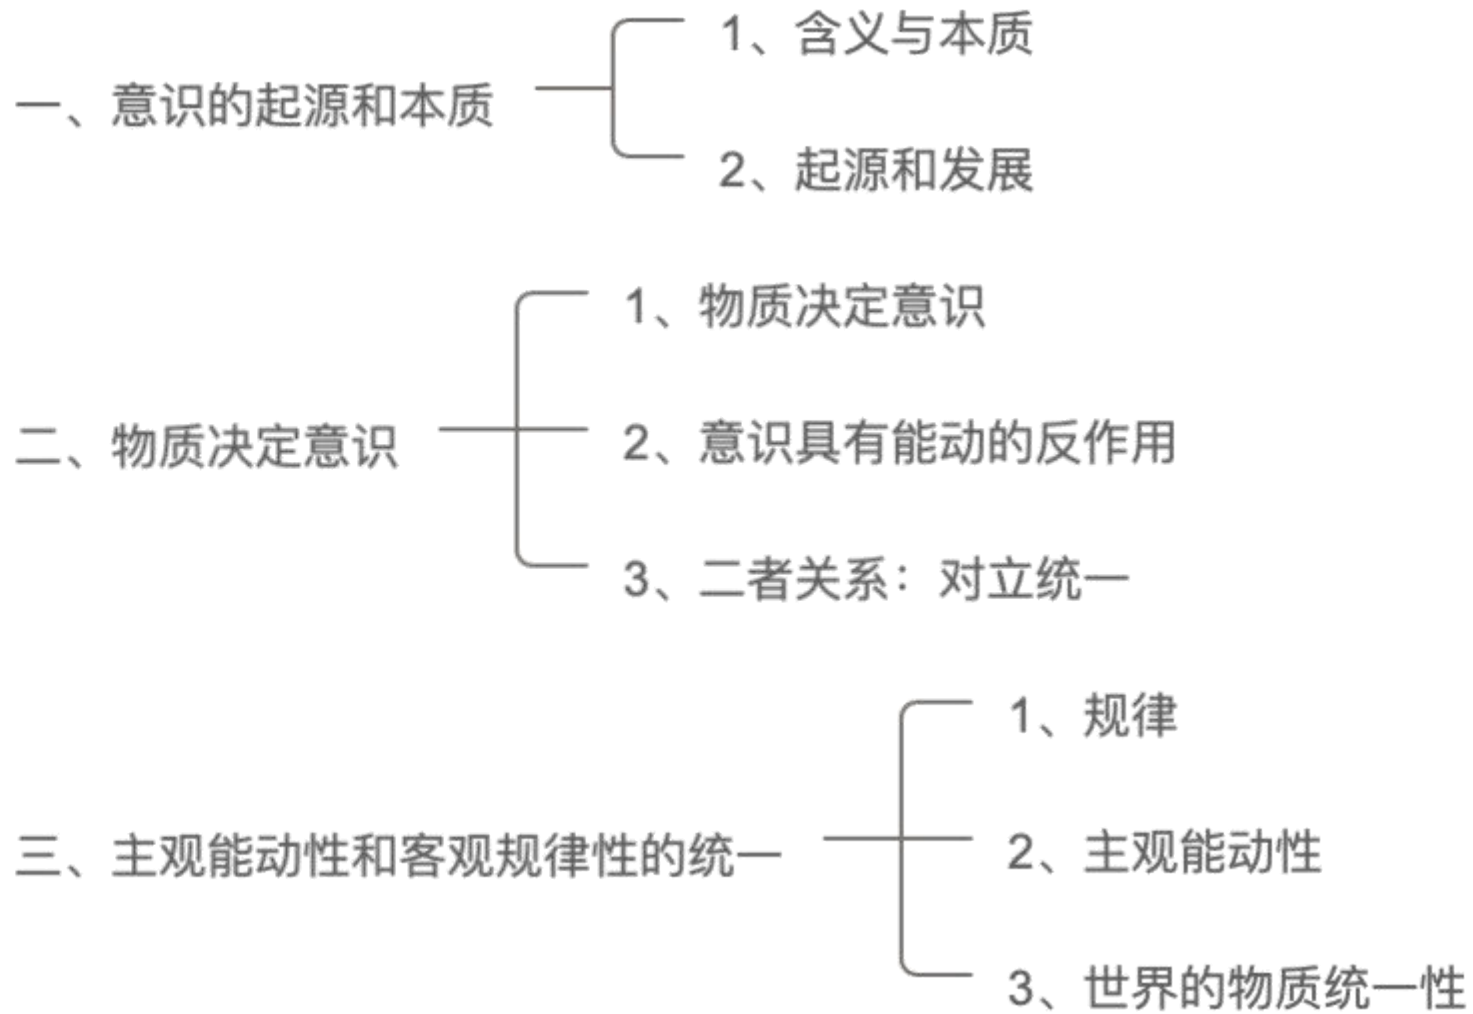 一、意识的起源和本质
1、含义与本质
2、起源和发展
二、物质决定意识
1、物质决定意识
2、意识具有能动的反作用
3、二者关系：对立统一
三、主观能动性和客观规律性的统一
1、规律
2、主观能动性
3、世界的物质统一性